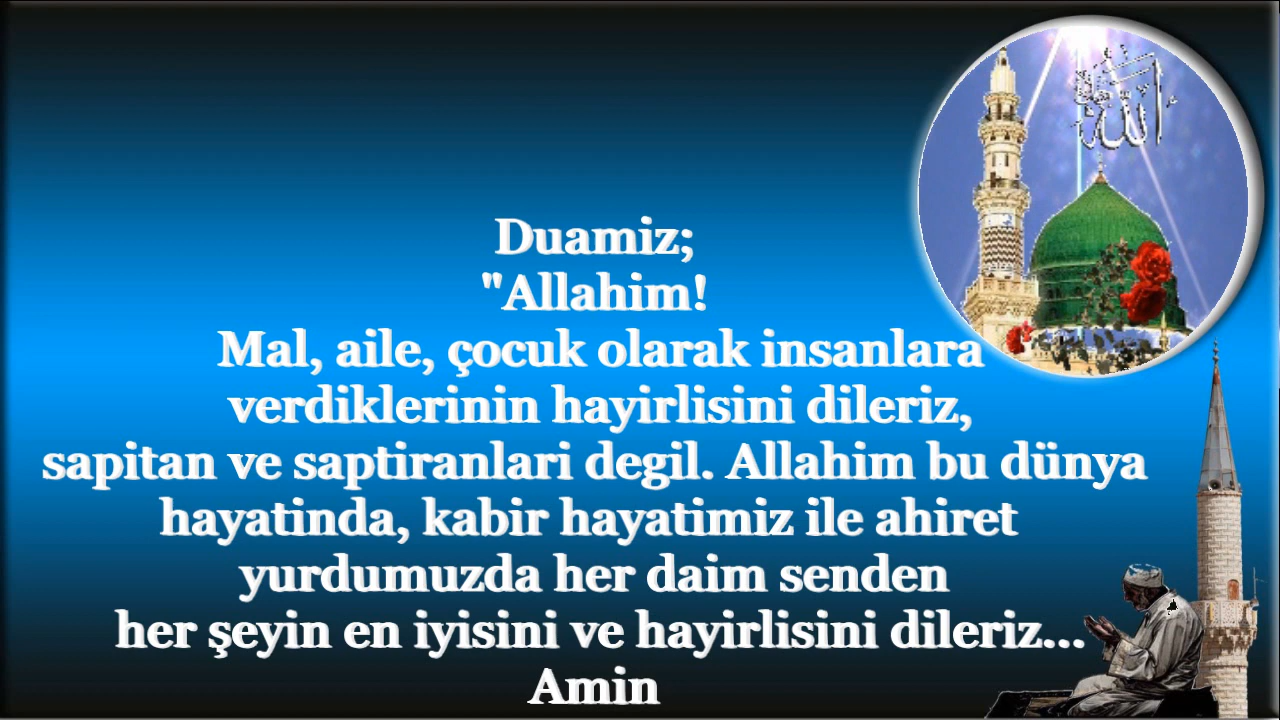 الله
Duamiz;
"Allahim!
Mal, aile, çocuk olarak insanlara
verdiklerinin hayirlisini dileriz,
sapitan ve saptiranlari degil. Allahim bu dünya
hayatinda, kabir hayatimiz ile ahiret
yurdumuzda her daim senden
her şeyin en iyisini ve hayirlisini dileriz...
Amin